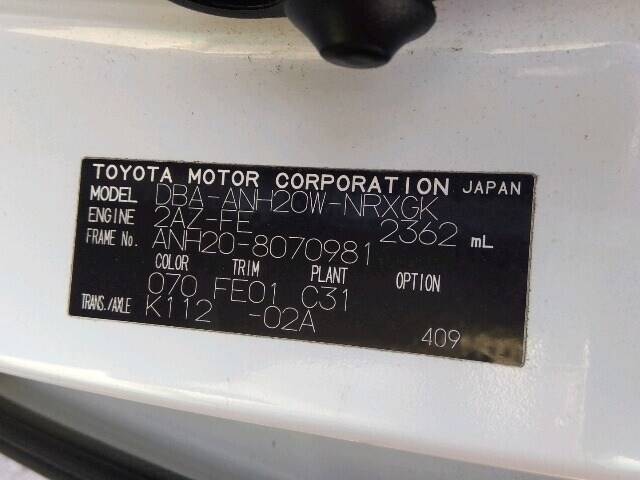 TOYOTA MOTOR CORPORATION JAPAN
MODEL DBA-ANH20W-NRXGK
ENGINE 2AZ-FE 2362 mL
FRAME No. ANH20-8070981
COLOR TRIM PLANT OPTION
070 FE01 C31
TRANS./AXLE K112 -02A
409